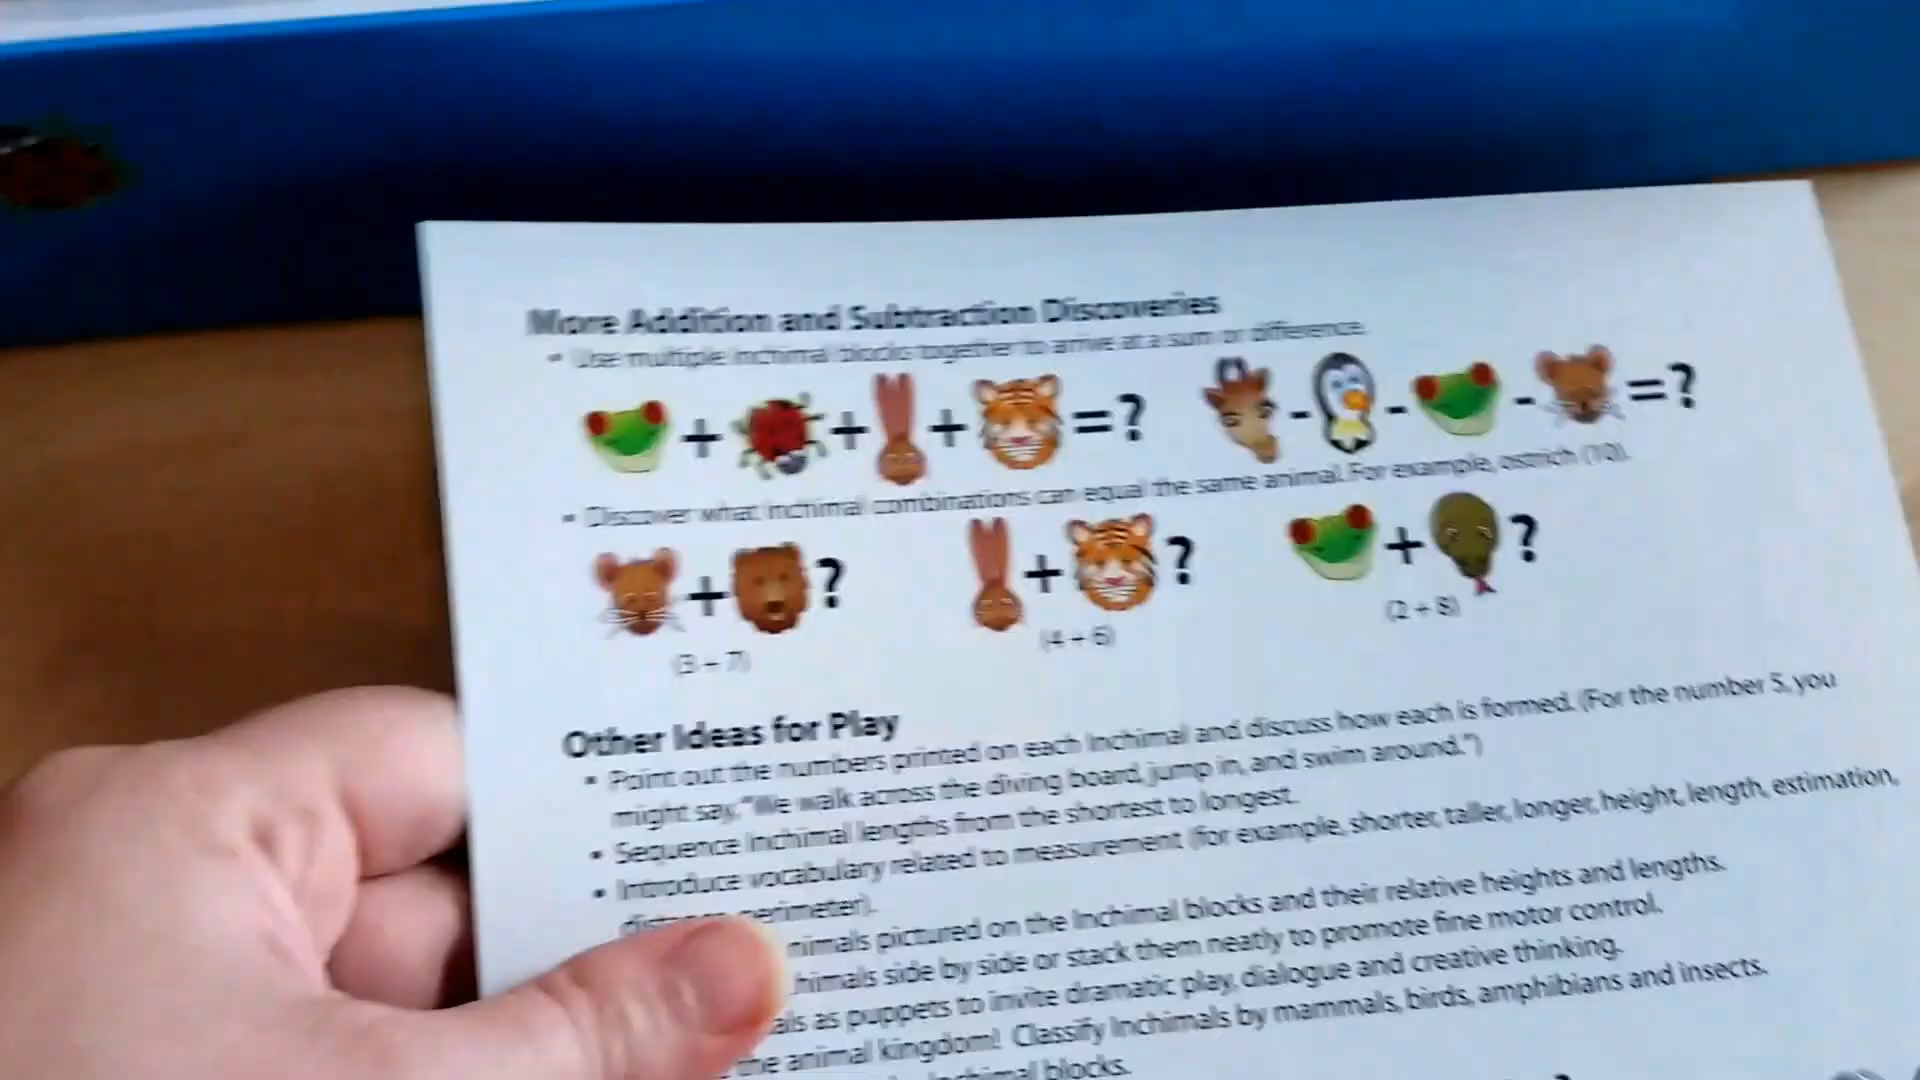 More Addition and Subtraction Discoveries
• Use multiple Inchimal blocks together to arrive at a sum or difference.
+ + + =? - - - =?
• Discover what Inchimal combinations can equal the same animal. For example, ostrich (10).
+ ? + ? + ?
(3 + 7) (4 + 6) (2 + 8)
Other Ideas for Play
• Point out the numbers printed on each Inchimal and discuss how each is formed. (For the number 5, you
might say, "We walk across the diving board, jump in, and swim around.")
• Sequence Inchimal lengths from the shortest to longest.
• Introduce vocabulary related to measurement (for example, shorter, taller, longer, height, length, estimation,
perimeter).
pictured on the Inchimal blocks and their relative heights and lengths.
side by side or stack them neatly to promote fine motor control.
as puppets to invite dramatic play, dialogue and creative thinking.
the animal kingdom! Classify Inchimals by mammals, birds, amphibians and insects.
Inchimal blocks.